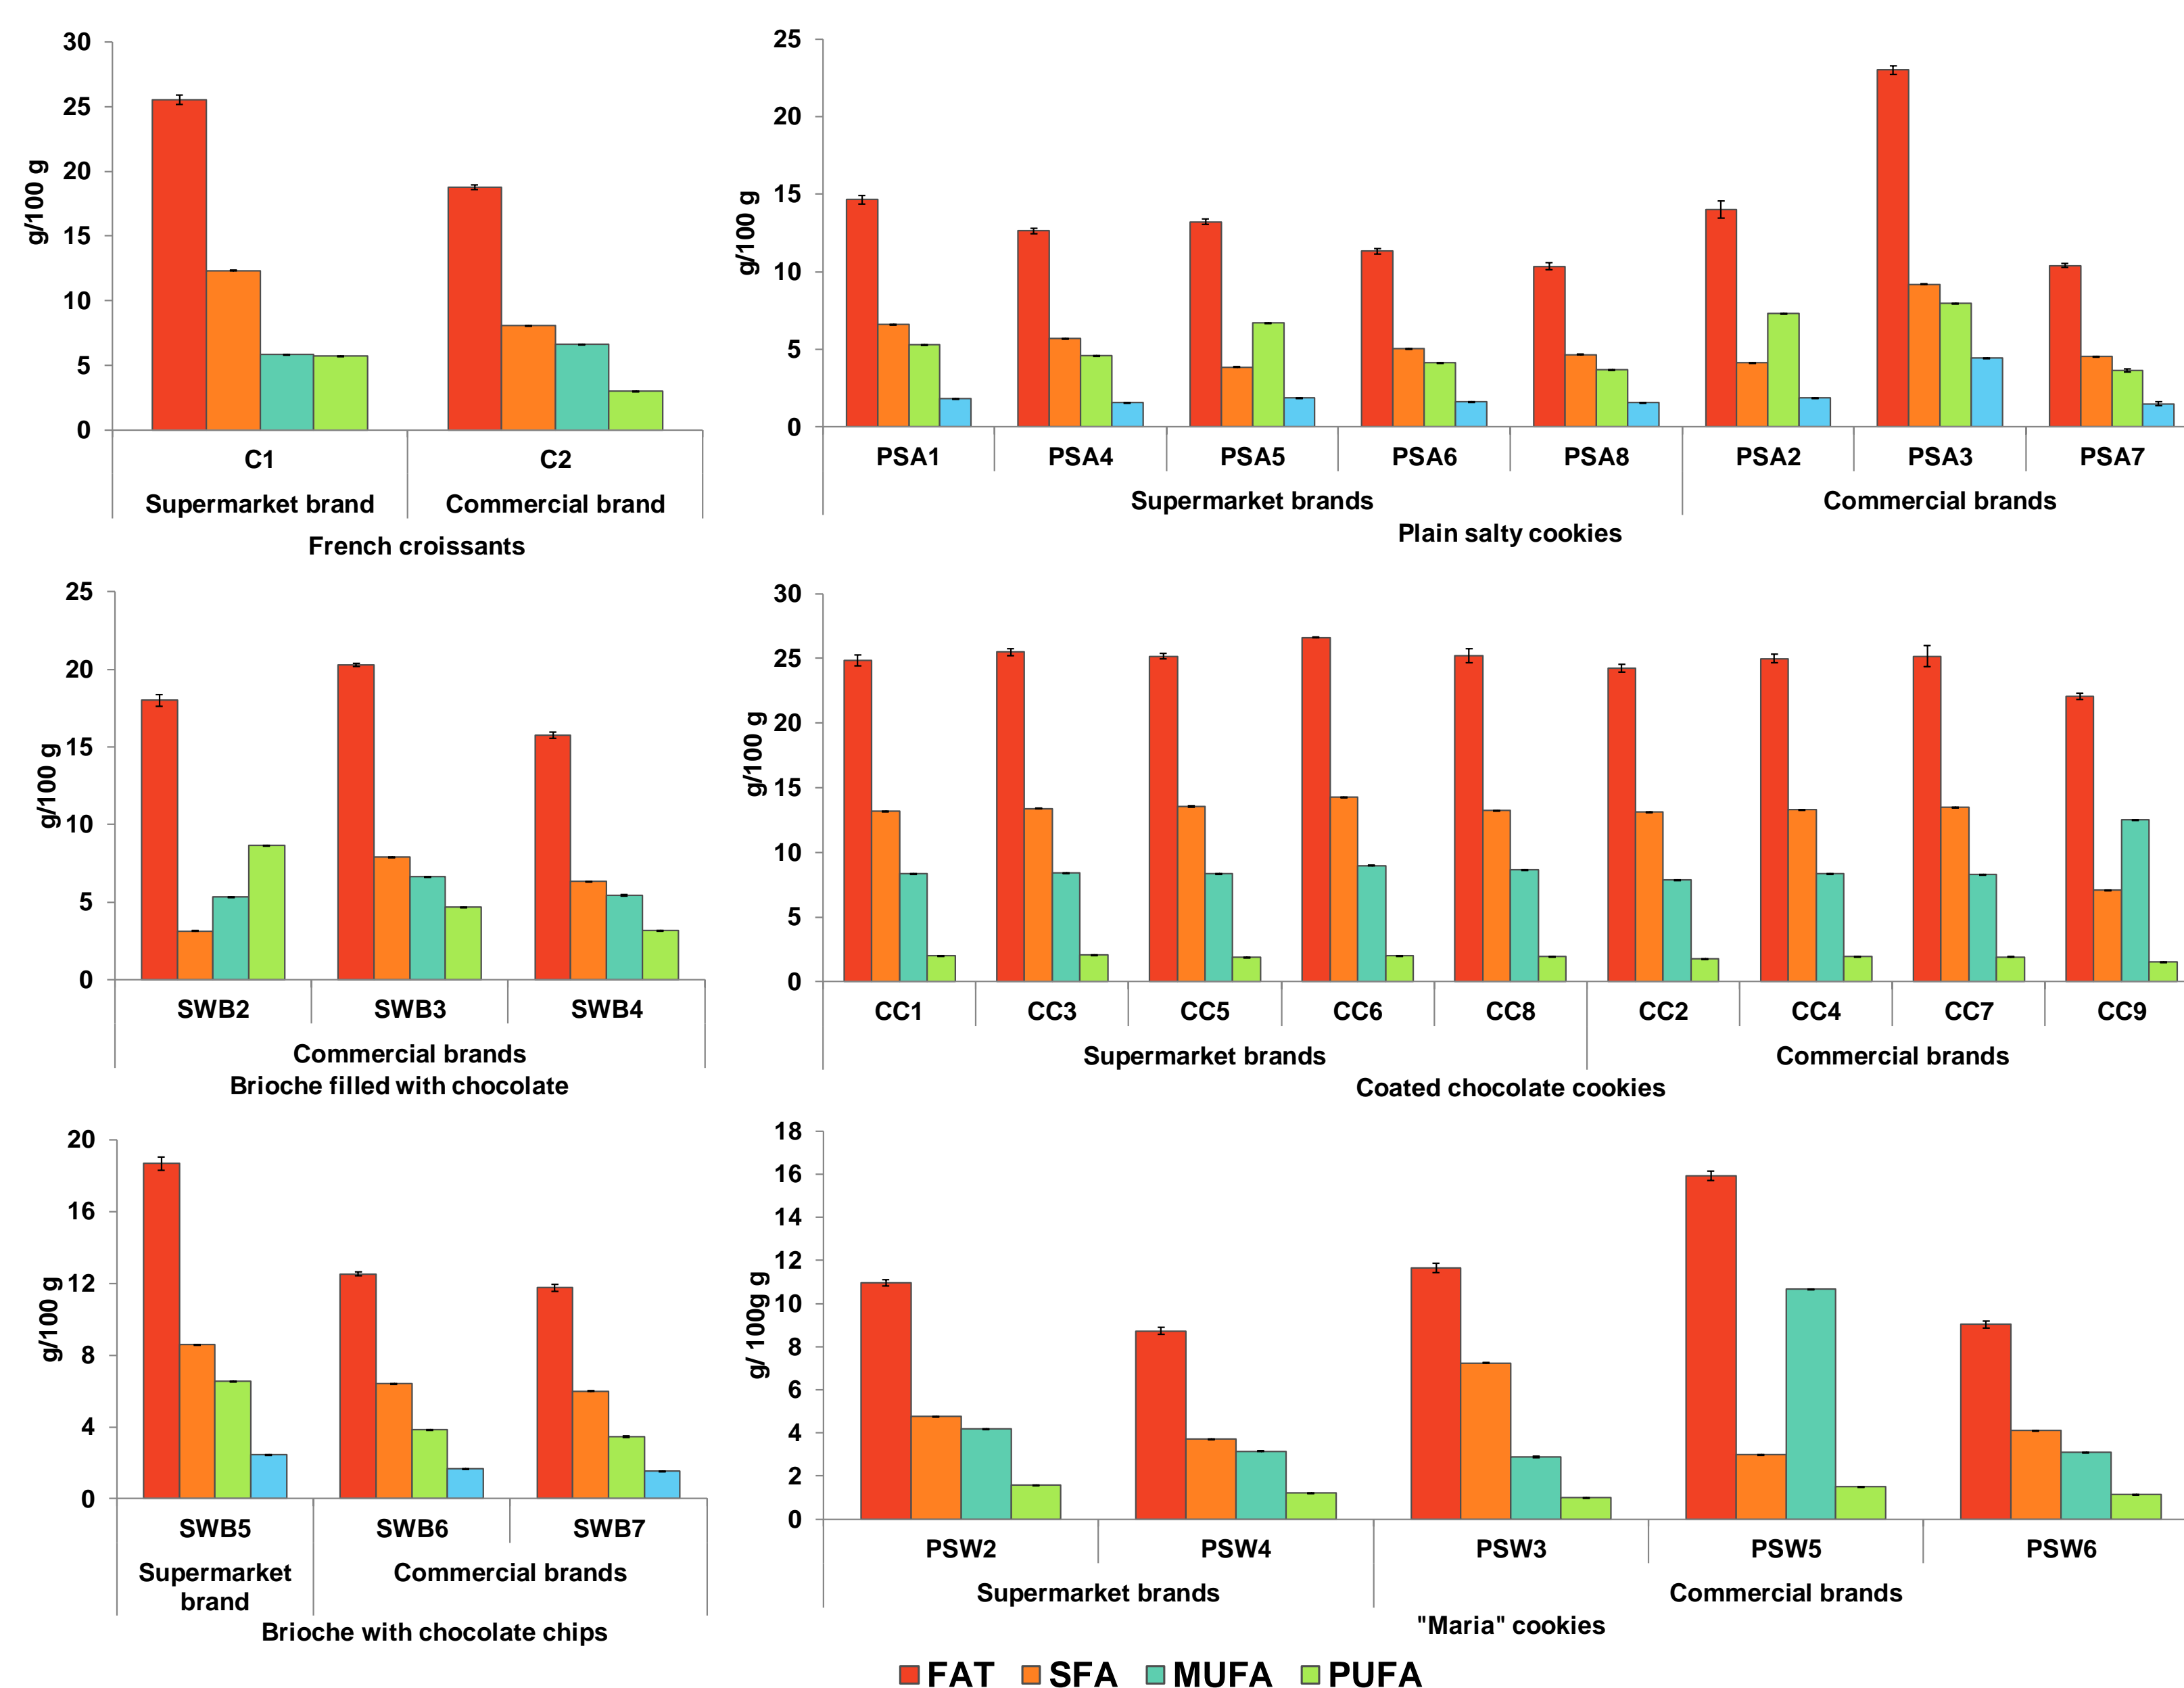 30
25
20
15
10
5
0
g/100 g
C1 C2
Supermarket brand Commercial brand
French croissants
25
20
15
10
5
0
g/100 g
PSA1 PSA4 PSA5 PSA6 PSA8 PSA2 PSA3 PSA7
Supermarket brands Commercial brands
Plain salty cookies
25
20
15
10
5
0
g/100 g
SWB2 SWB3 SWB4
Commercial brands
Brioche filled with chocolate
30
25
20
15
10
5
0
g/100 g
CC1 CC3 CC5 CC6 CC8 CC2 CC4 CC7 CC9
Supermarket brands Commercial brands
Coated chocolate cookies
20
16
12
8
4
0
g/100 g
SWB5 SWB6 SWB7
Supermarket Commercial brands
brand
Brioche with chocolate chips
18
16
14
12
10
8
6
4
2
0
g/ 100g g
PSW2 PSW4 PSW3 PSW5 PSW6
Supermarket brands Commercial brands
"Maria" cookies
FAT SFA MUFA PUFA